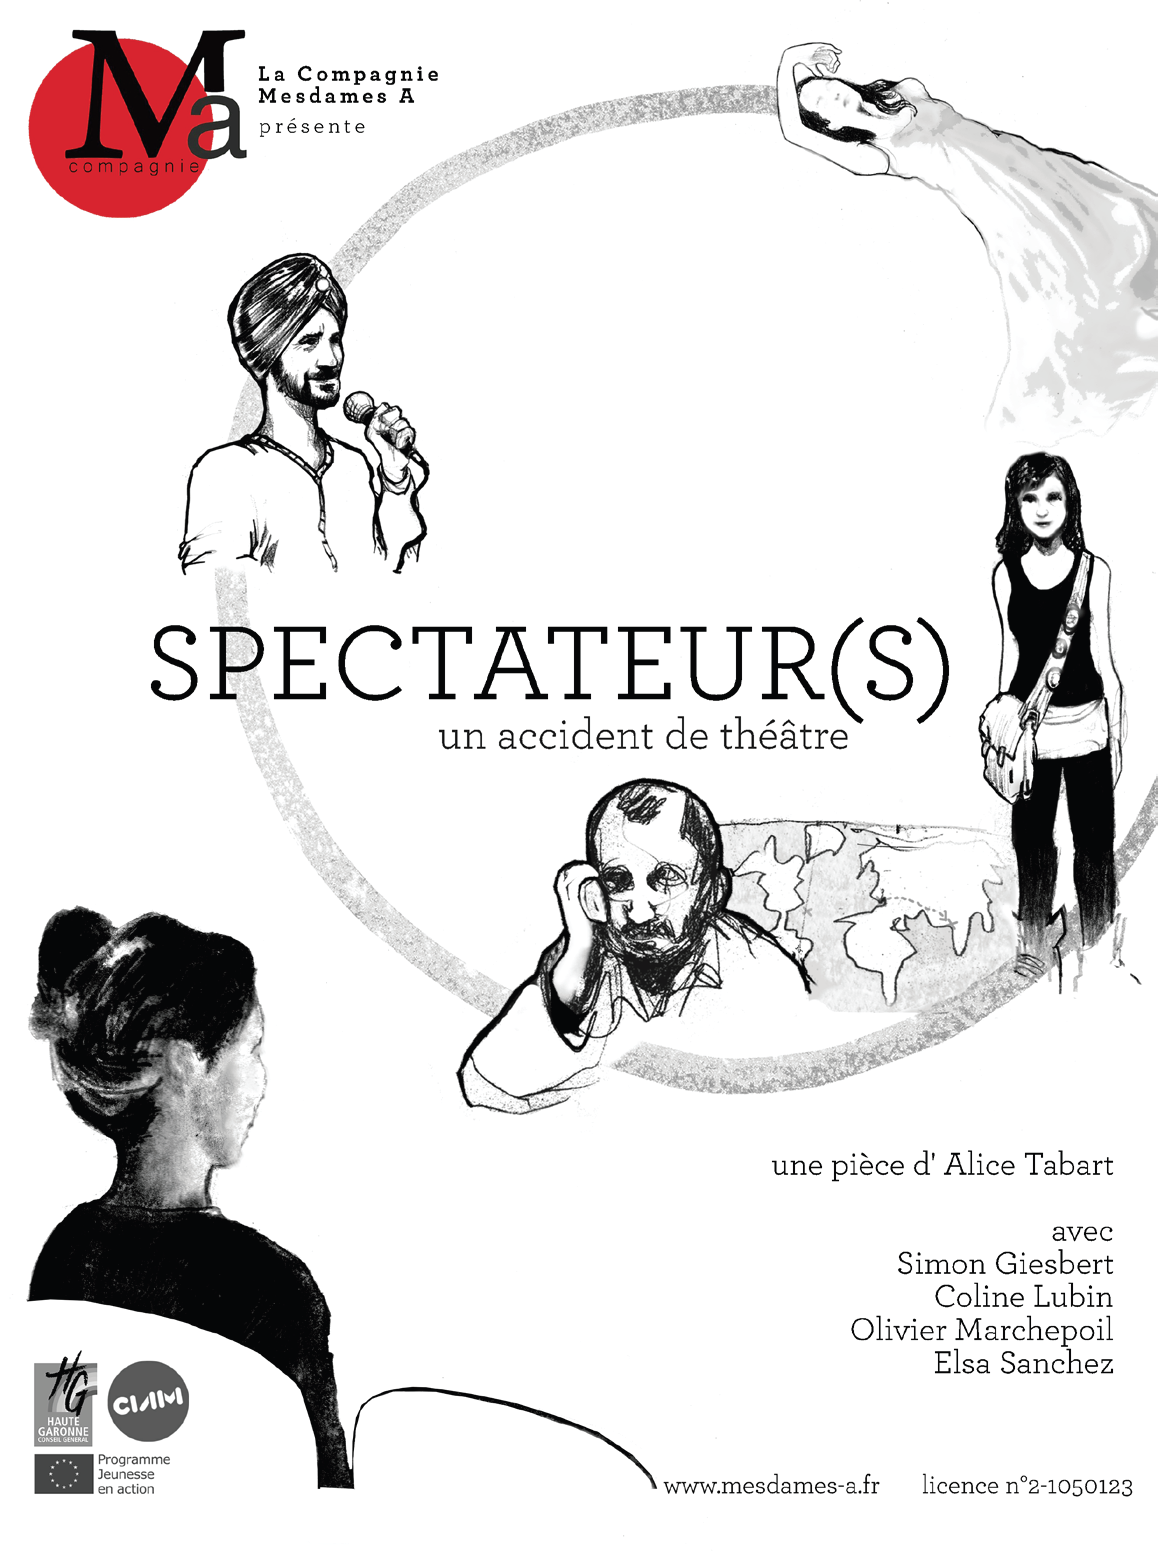 Ma
compagnie
La Compagnie
Mesdames A
présente
SPECTATEUR(S)
un accident de théâtre
une pièce d' Alice Tabart
avec
Simon Giesbert
Coline Lubin
Olivier Marchepoil
Elsa Sanchez
HG
HAUTE
GARONNE
CONSEIL GENERAL
CIAM
Programme
Jeunesse
en action
www.mesdames-a.fr licence n°2-1050123